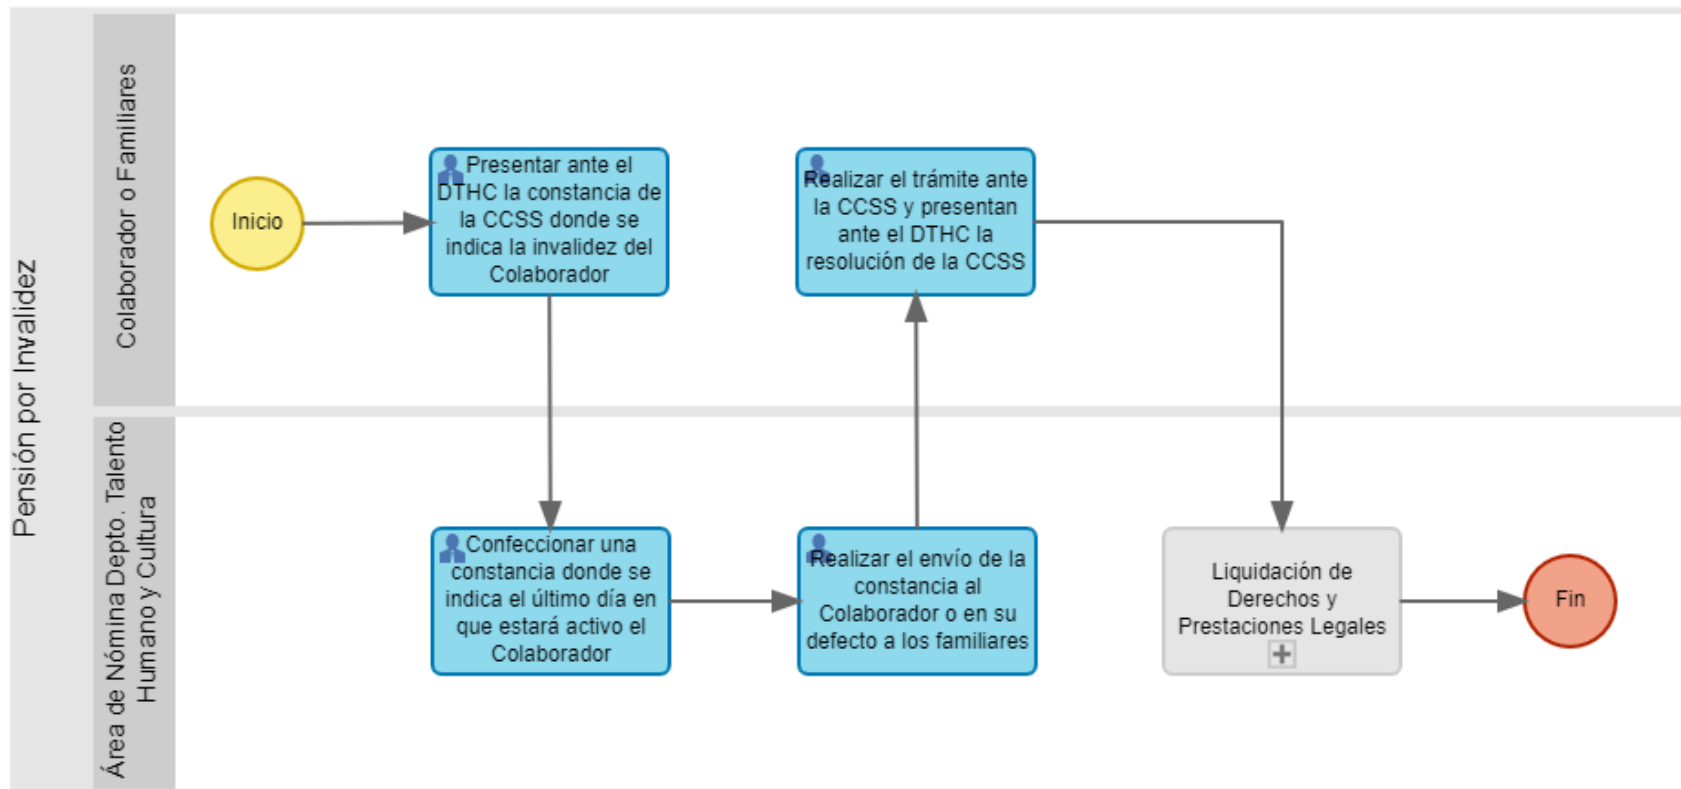 Pensión por Invalidez
Colaborador o Familiares
Inicio
Presentar ante el
DTHC la constancia de
la CCSS donde se
indica la invalidez del
Colaborador
Realizar el trámite ante
la CCSS y presentan
ante el DTHC la
resolución de la CCSS
Área de Nómina Depto. Talento
Humano y Cultura
Confeccionar una
constancia donde se
indica el último día en
que estará activo el
Colaborador
Realizar el envío de la
constancia al
Colaborador o en su
defecto a los familiares
Liquidación de
Derechos y
Prestaciones Legales
Fin